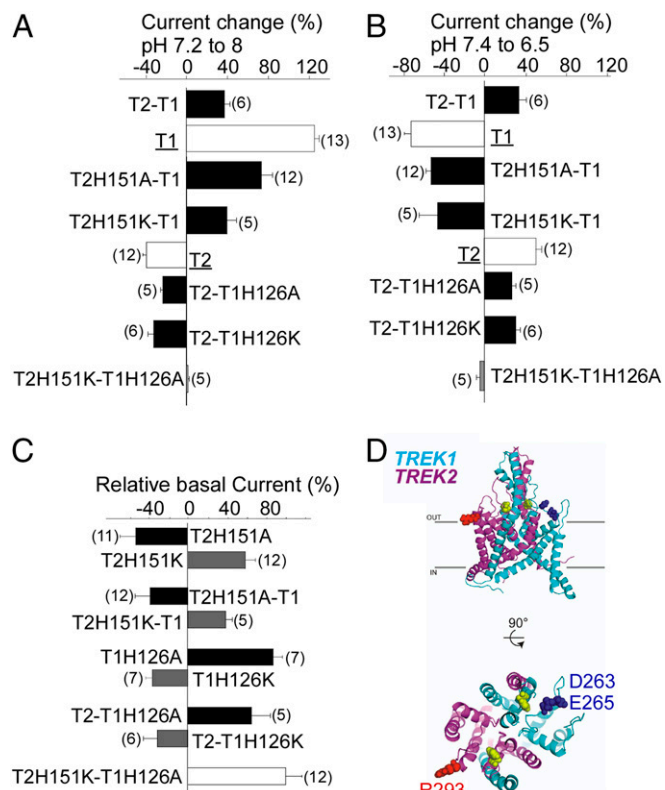 A
Current change (%)
pH 7.2 to 8
-40 0 40 80 120
T2-T1 (6)
T1 (13)
T2H151A-T1 (12)
T2H151K-T1 (5)
(12) T2
(5) T2-T1H126A
(6) T2-T1H126K
T2H151K-T1H126A (5)
B
Current change (%)
pH 7.4 to 6.5
-80 -40 0 40 80
T2-T1 (6)
(13) T1
(12) T2H151A-T1
(5) T2H151K-T1
T2 (12)
T2-T1H126A (5)
T2-T1H126K (6)
(5) T2H151K-T1H126A
C
Relative basal Current (%)
-40 0 40 80
(11) T2H151A
T2H151K (12)
(12) T2H151A-T1
T2H151K-T1 (5)
T1H126A (7)
(7) T1H126K
T2-T1H126A (5)
(6) T2-T1H126K
T2H151K-T1H126A (12)
D
TREK1
TREK2
OUT
IN
90°
D263
E265